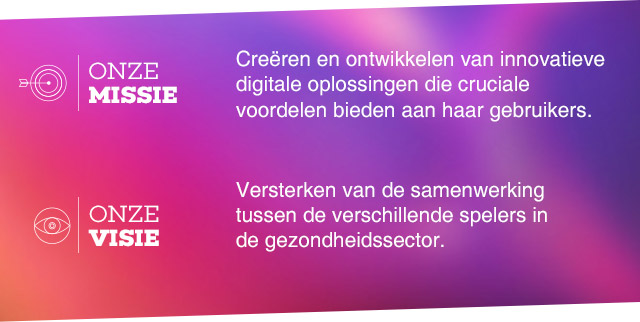 ONZE
MISSIE
Creëren en ontwikkelen van innovatieve
digitale oplossingen die cruciale
voordelen bieden aan haar gebruikers.
ONZE
VISIE
Versterken van de samenwerking
tussen de verschillende spelers in
de gezondheidssector.